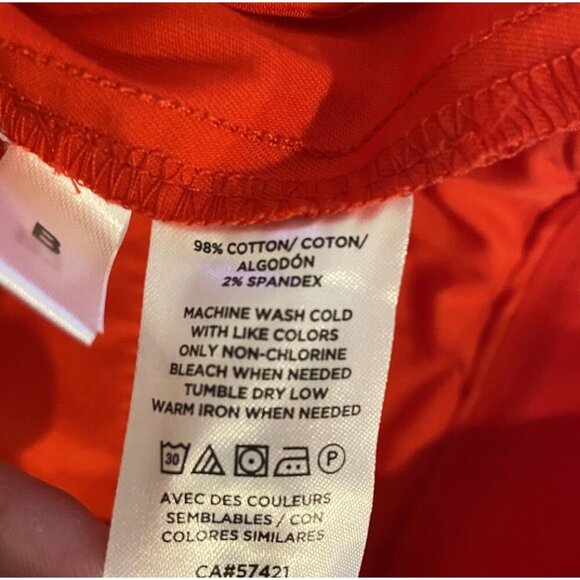 B
98% COTTON/ COTON/
ALGODÓN
2% SPANDEX
MACHINE WASH COLD
WITH LIKE COLORS
ONLY NON-CHLORINE
BLEACH WHEN NEEDED
TUMBLE DRY LOW
WARM IRON WHEN NEEDED
30 P
AVEC DES COULEURS
SEMBLABLES / CON
COLORES SIMILARES
CA#57421